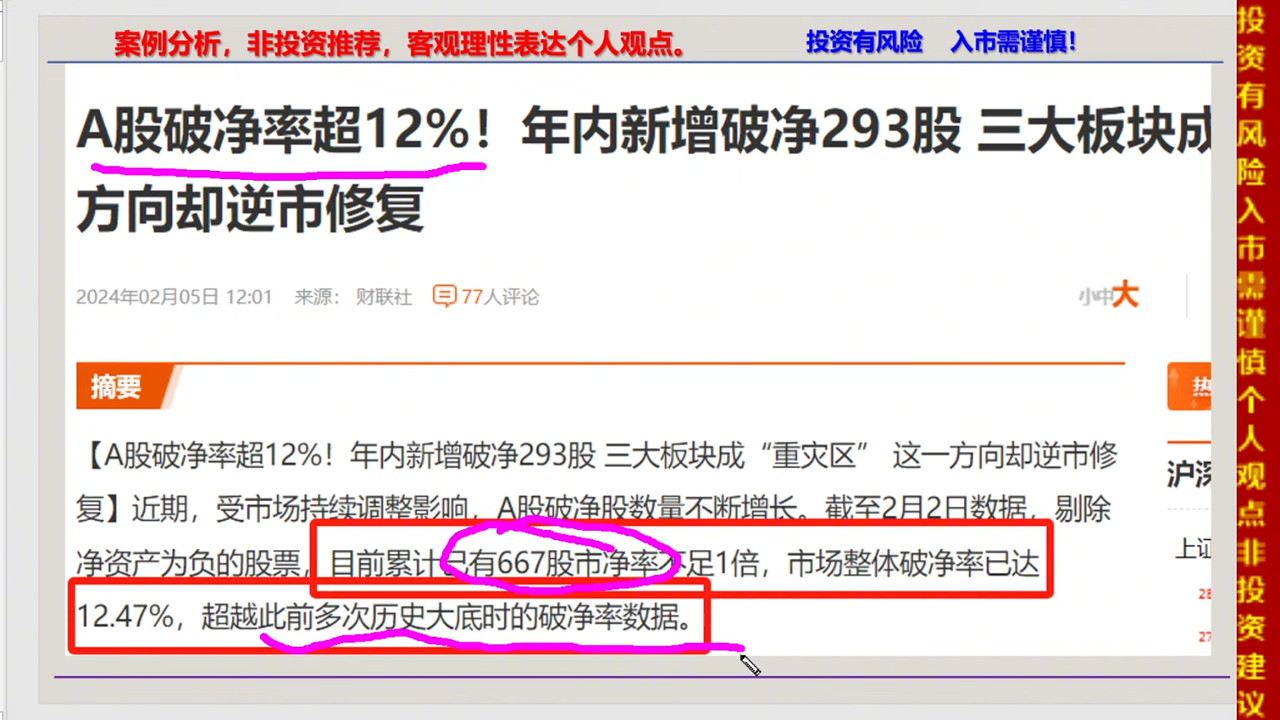 案例分析，非投资推荐，客观理性表达个人观点。
投资有风险 入市需谨慎！
A股破净率超12%！年内新增破净293股 三大板块成
方向却逆市修复
2024年02月05日 12:01 来源： 财联社 77人评论
小中大
摘要
热
【A股破净率超12%！年内新增破净293股 三大板块成“重灾区” 这一方向却逆市修
复】近期，受市场持续调整影响，A股破净股数量不断增长。截至2月2日数据，剔除
净资产为负的股票，目前累计已有667股市净率不足1倍，市场整体破净率已达
12.47%，超越此前多次历史大底时的破净率数据。
沪深
上证
28
27
投资有风险入市需谨慎个人观点非投资建议